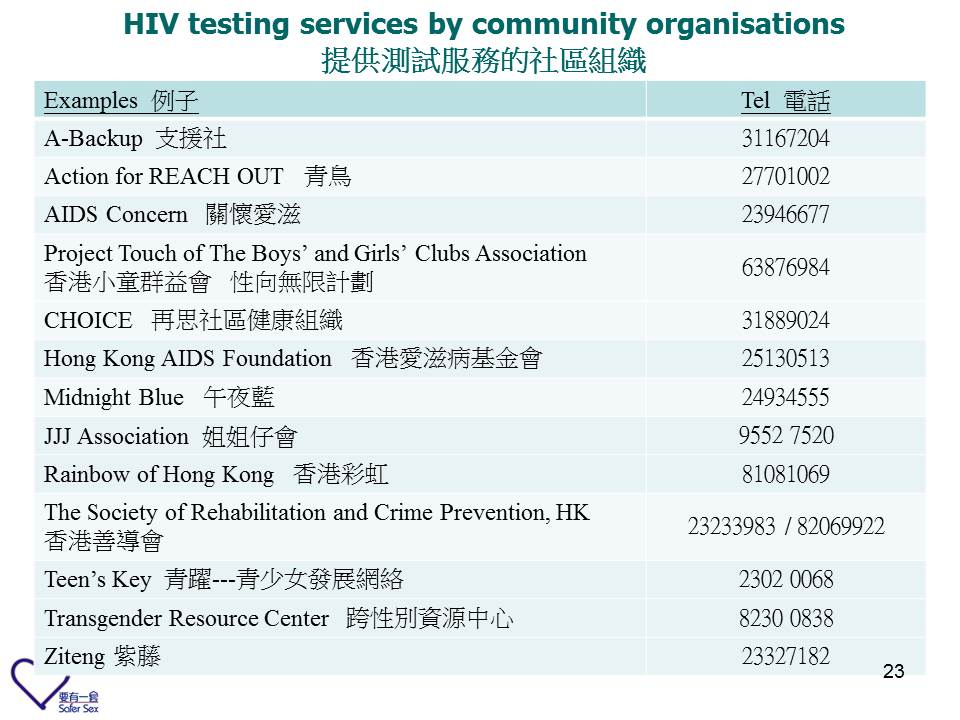 HIV testing services by community organisations
提供測試服務的社區組織
Examples 例子 Tel 電話
A-Backup 支援社 31167204
Action for REACH OUT 青鳥 27701002
AIDS Concern 關懷愛滋 23946677
Project Touch of The Boys’ and Girls’ Clubs Association
香港小童群益會 性向無限計劃 63876984
CHOICE 再思社區健康組織 31889024
Hong Kong AIDS Foundation 香港愛滋病基金會 25130513
Midnight Blue 午夜藍 24934555
JJJ Association 姐姐仔會 9552 7520
Rainbow of Hong Kong 香港彩虹 81081069
The Society of Rehabilitation and Crime Prevention, HK
香港善導會 23233983 / 82069922
Teen’s Key 青躍---青少女發展網絡 2302 0068
Transgender Resource Center 跨性別資源中心 8230 0838
Ziteng 紫藤 23327182
23
要有一套
Safer Sex